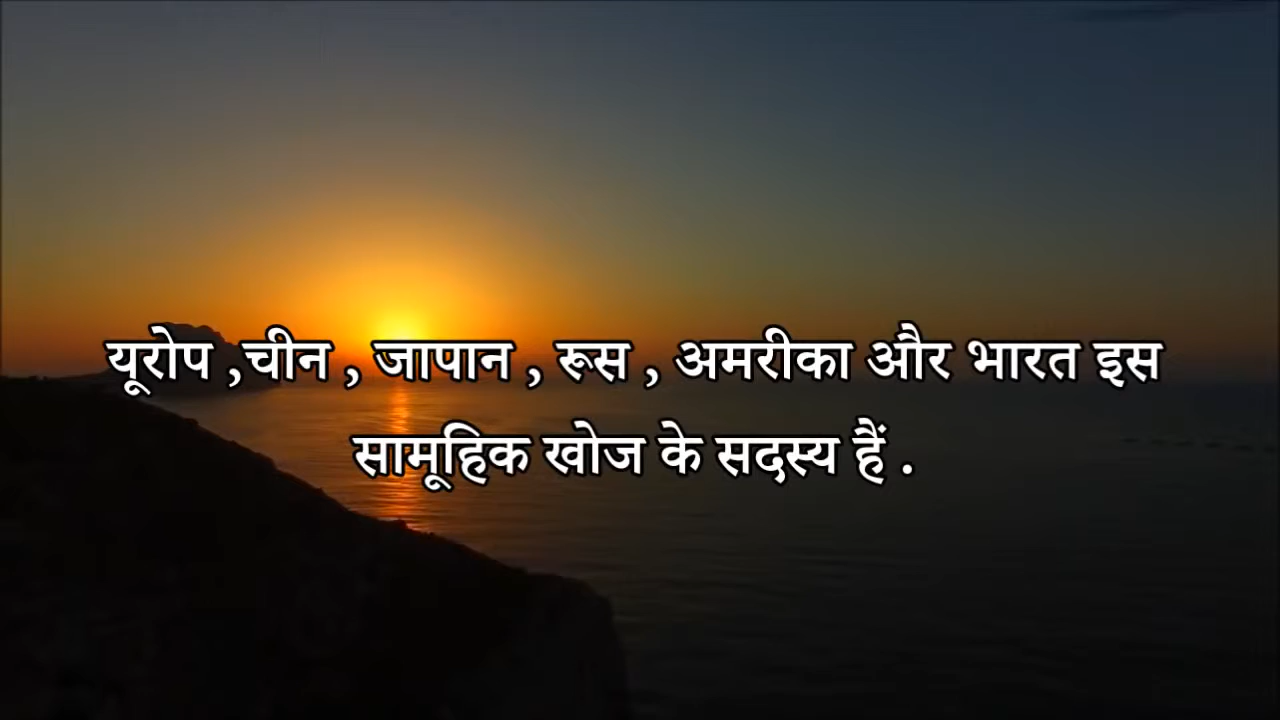 यूरोप ,चीन , जापान , रूस , अमरीका और भारत इस
सामूहिक खोज के सदस्य हैं .